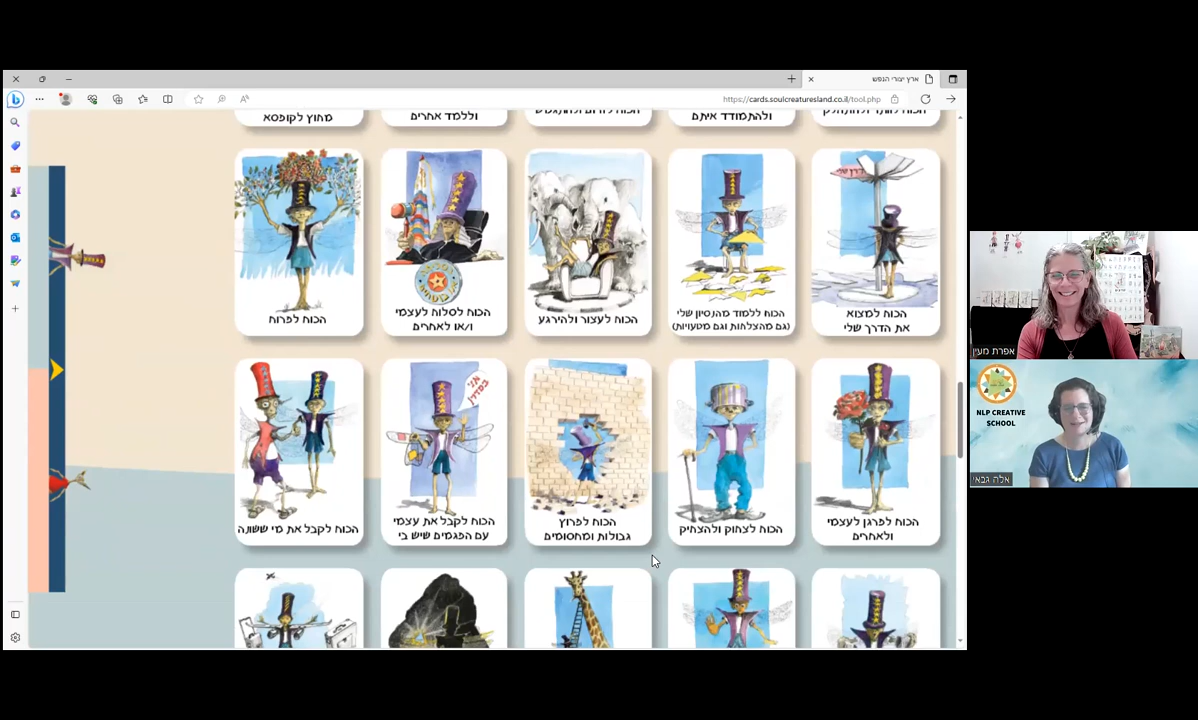 ארץ יצורי הנפש
https://cards.soulcreaturesland.co.il/tool.php
ולהתמודד איתם
וללמד אחרים
מחוץ לקופסא
הכוח למצוא
את הדרך שלי
הכוח ללמוד מהנסיון שלי
(גם מהצלחות וגם מטעויות)
הכוח לעצור ולהירגע
הכוח לסלוח לעצמי
ו/או לאחרים
הכוח לפרוח
הכוח לפרגן לעצמי
ולאחרים
הכוח לצחוק ולהצחיק
הכוח לפרוץ
גבולות ומחסומים
הכוח לקבל את עצמי
עם הפגמים שיש בי
הכוח לקבל את מי ששונה
אפרת מעין
NLP CREATIVE
SCHOOL
אלה גבאי